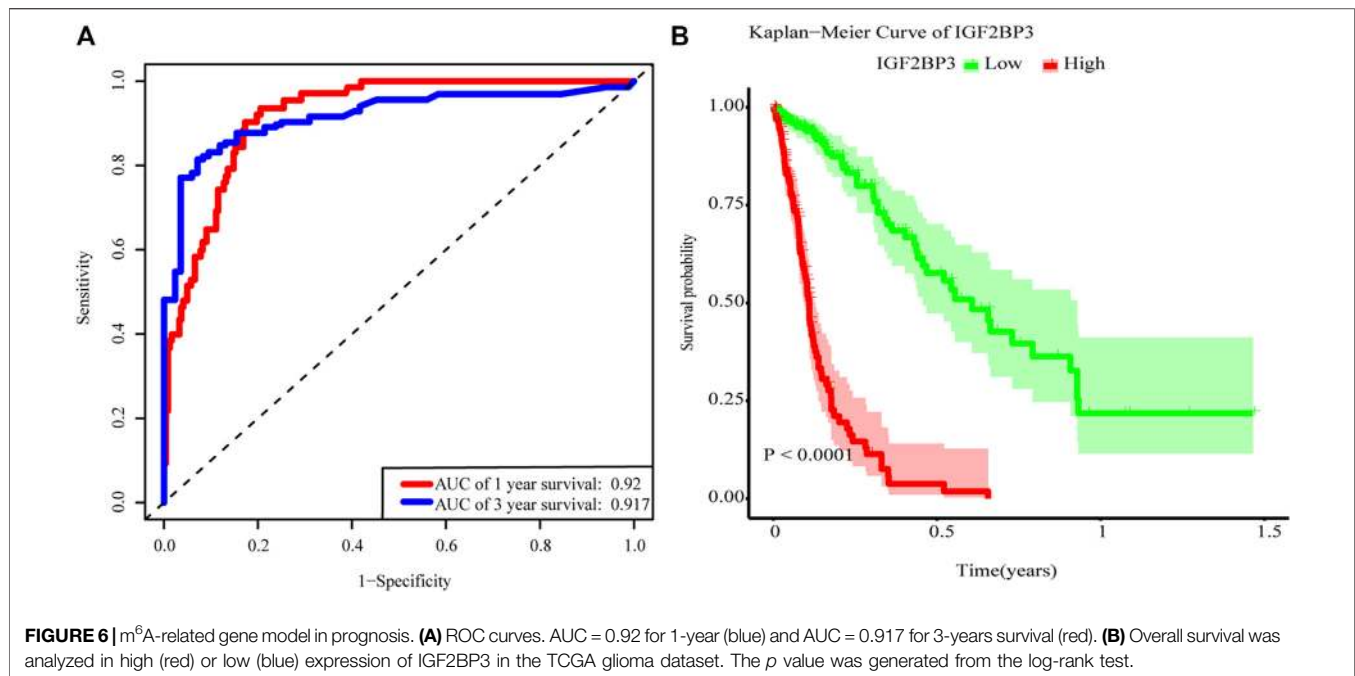 A
Sensitivity
1.0
0.8
0.6
0.4
0.2
0.0
AUC of 1 year survival: 0.92
AUC of 3 year survival: 0.917
0.0 0.2 0.4 0.6 0.8 1.0
1−Specificity
B
Kaplan−Meier Curve of IGF2BP3
IGF2BP3 Low High
Survival probability
1.00
0.75
0.50
0.25
0.00
P < 0.0001
0 0.5 1 1.5
Time(years)
FIGURE 6 | m⁶A-related gene model in prognosis. (A) ROC curves. AUC = 0.92 for 1-year (blue) and AUC = 0.917 for 3-years survival (red). (B) Overall survival was
analyzed in high (red) or low (blue) expression of IGF2BP3 in the TCGA glioma dataset. The p value was generated from the log-rank test.